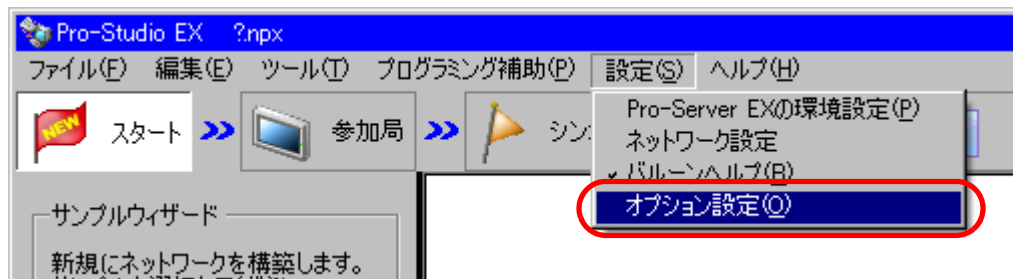 Pro-Studio EX ?.npx
ファイル(F) 編集(E) ツール(T) プログラミング補助(P) 設定(S) ヘルプ(H)
NEW スタート 参加局 シン
Pro-Server EXの環境設定(P)
ネットワーク設定
バルーンヘルプ(B)
オプション設定(O)
サンプルウィザード
新規にネットワークを構築します。